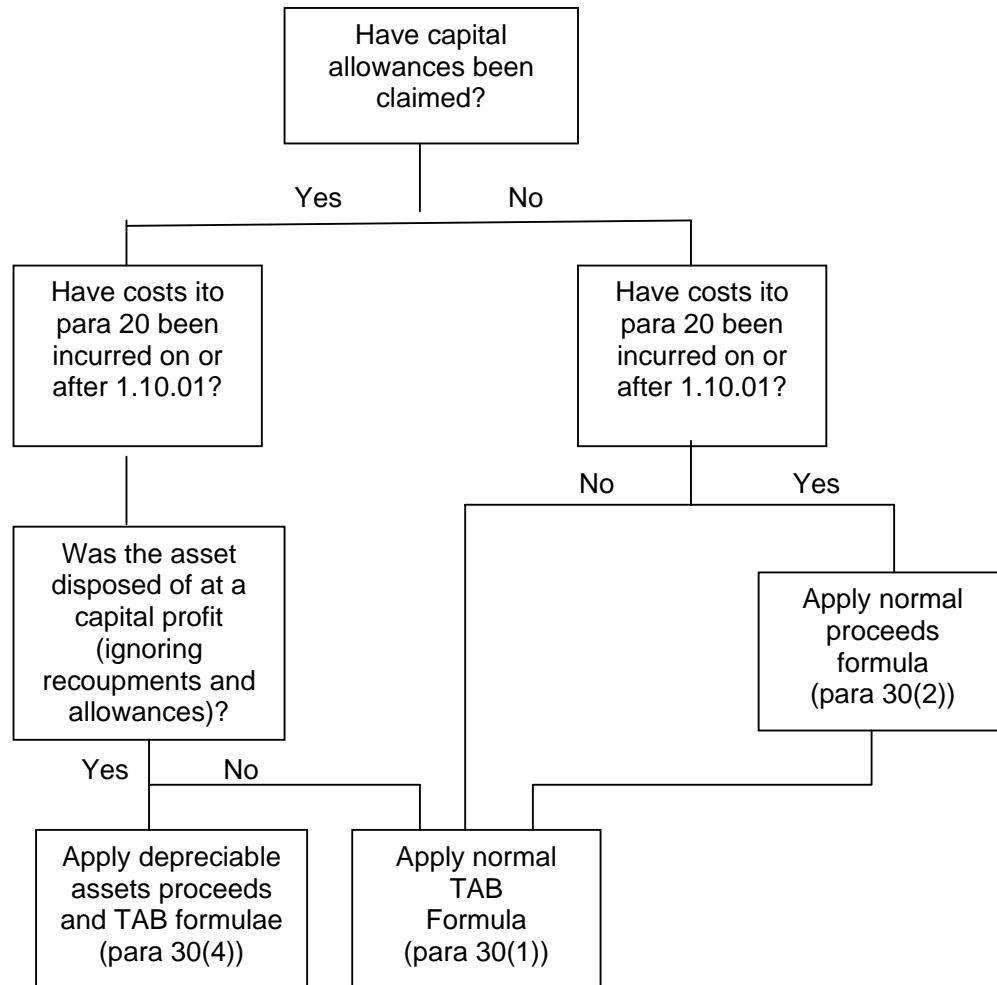 Have capital
allowances been
claimed?
Yes
No
Have costs ito
para 20 been
incurred on or
after 1.10.01?
Have costs ito
para 20 been
incurred on or
after 1.10.01?
No
Yes
Was the asset
disposed of at a
capital profit
(ignoring
recoupments and
allowances)?
Apply normal
proceeds
formula
(para 30(2))
Yes
No
Apply depreciable
assets proceeds
and TAB formulae
(para 30(4))
Apply normal
TAB
Formula
(para 30(1))